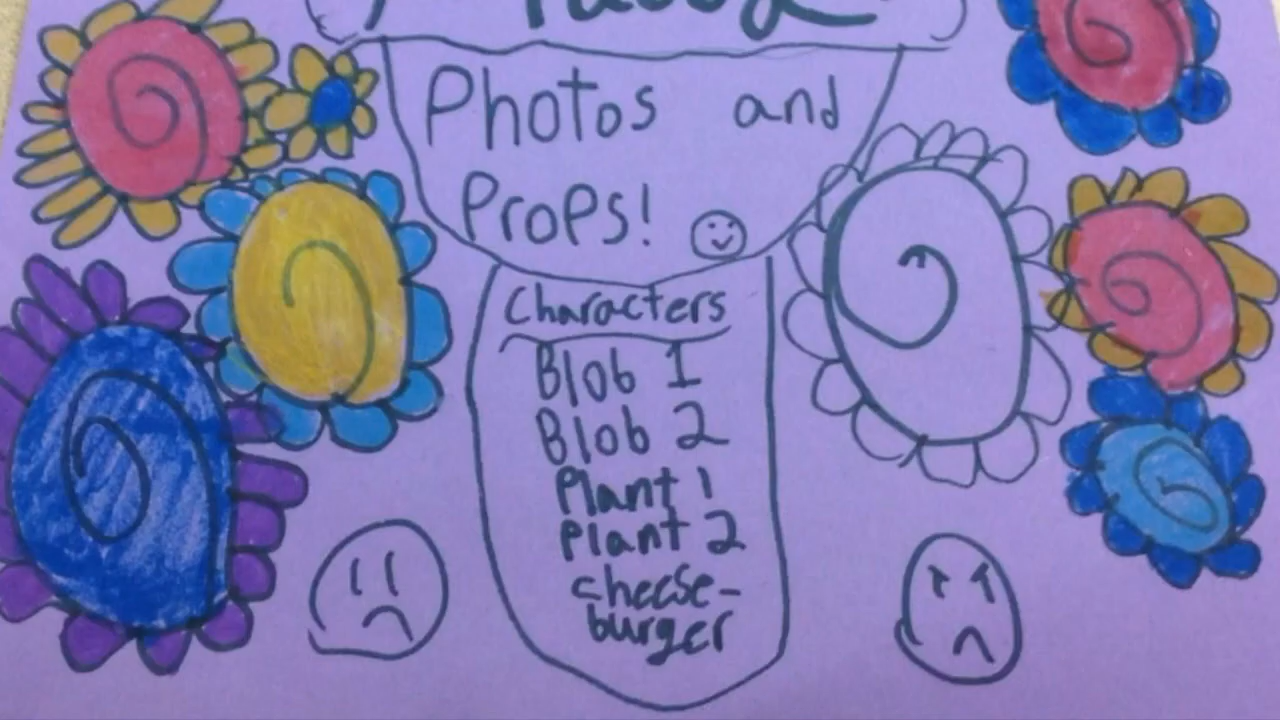 Photos and
Props!
Characters
Blob 1
Blob 2
Plant 1
Plant 2
cheese-
burger